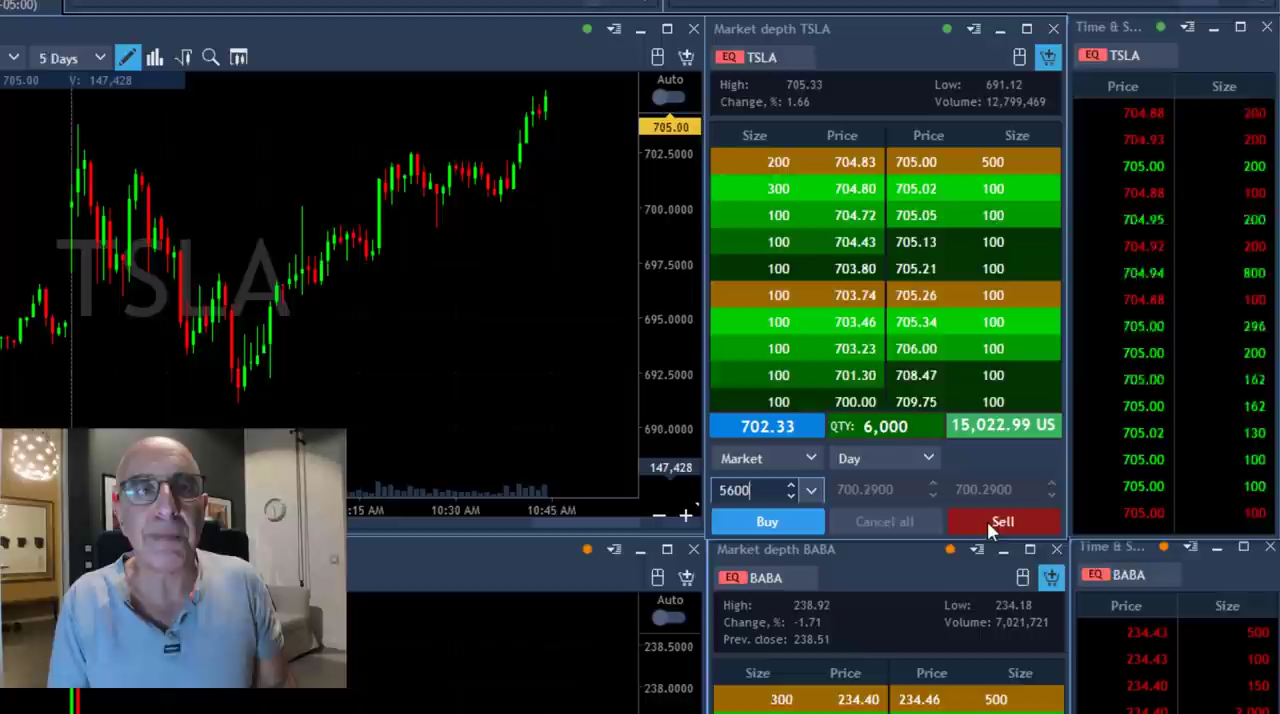 -05:00)
5 Days
705.00 V: 147,428
Auto
705.00
702.5000
700.0000
697.5000
695.0000
692.5000
690.0000
147,428
TSLA
:15 AM 10:30 AM 10:45 AM
Market depth TSLA
EQ TSLA
High: 705.33 Low: 691.12
Change, %: 1.66 Volume: 12,799,469
Size Price Price Size
200 704.83 705.00 500
300 704.80 705.02 100
100 704.72 705.05 100
100 704.43 705.13 100
100 703.80 705.21 100
100 703.74 705.26 100
100 703.46 705.34 100
100 703.23 706.00 100
100 701.30 708.47 100
100 700.00 709.75 100
702.33 QTY: 6,000 15,022.99 US
Market Day
5600 700.2900 700.2900
Buy Cancel all Sell
Time & S...
EQ TSLA
Price Size
704.88 200
704.93 200
705.00 200
704.88 100
704.95 200
704.92 200
704.94 800
704.88 100
705.00 296
705.00 200
705.00 162
705.00 162
705.02 130
705.00 100
705.00 100
705.00 100
Auto
238.5000
238.0000
Market depth BABA
EQ BABA
High: 238.92 Low: 234.18
Change, %: -1.71 Volume: 7,021,721
Prev. close: 238.51
Size Price Price Size
300 234.40 234.46 500
Time & S...
EQ BABA
Price Size
234.43 500
234.43 100
234.40 150